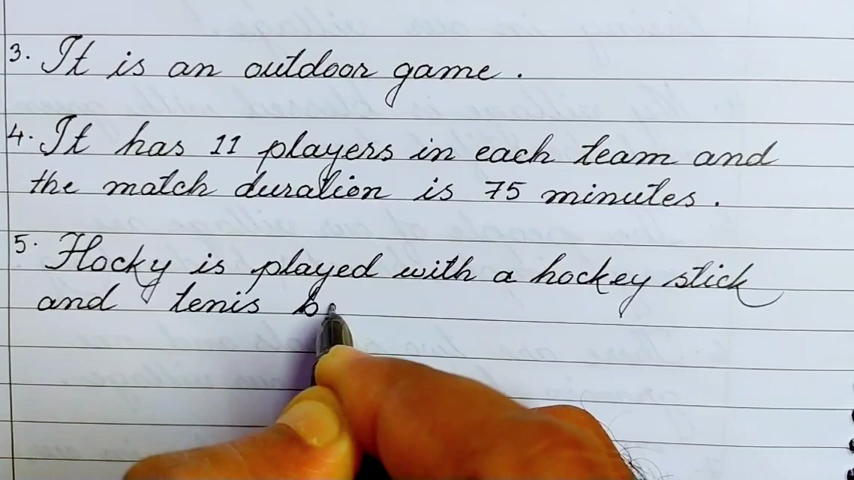 3. It is an outdoor game.
4. It has 11 players in each team and
the match duration is 75 minutes.
5. Hocky is played with a hockey stick
and tenis b